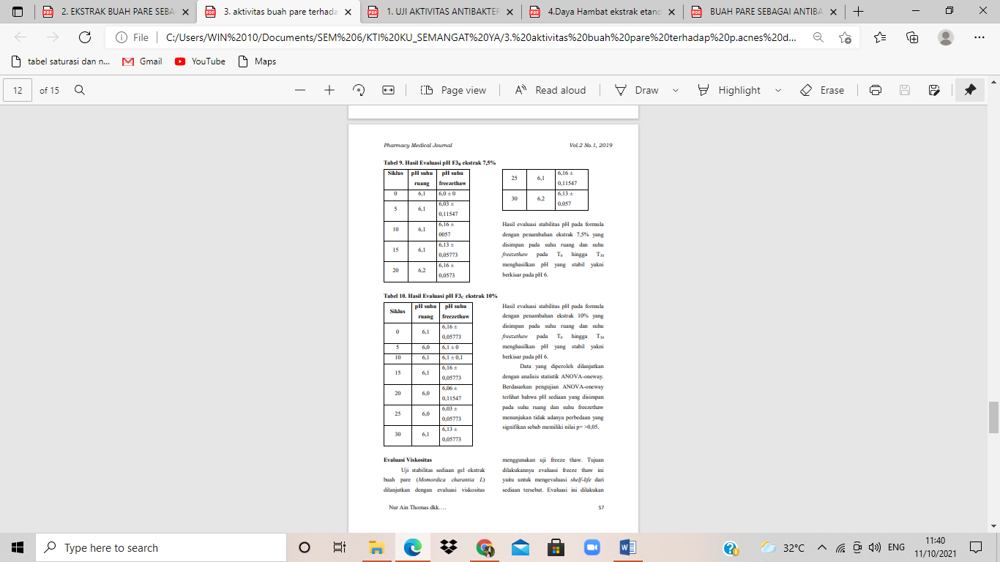 2. EKSTRAK BUAH PARE SEBA
3. aktivitas buah pare terhada
1. UJI AKTIVITAS ANTIBAKTER
4.Daya Hambat ekstrak etano
BUAH PARE SEBAGAI ANTIBA
File
C:/Users/WIN%2010/Documents/SEM%206/KTI%20KU_SEMANGAT%20YA/3.%20aktivitas%20buah%20pare%20terhadap%20p.acnes%20d...
tabel saturasi dan n...
Gmail
YouTube
Maps
12 of 15
Page view
Read aloud
Draw
Highlight
Erase
Pharmacy Medical Journal
Vol.2 No.1, 2019
Tabel 9. Hasil Evaluasi pH F3B ekstrak 7,5%
Siklus pH suhu ruang pH suhu freezethaw
0 6,1 6,0 ± 0
5 6,1 6,03 ± 0,11547
10 6,1 6,16 ± 0057
15 6,1 6,13 ± 0,05773
20 6,2 6,16 ± 0,0573
25 6,1 6,16 ± 0,11547
30 6,2 6,13 ± 0,057
Hasil evaluasi stabilitas pH pada formula
dengan penambahan ekstrak 7,5% yang
disimpan pada suhu ruang dan suhu
freezethaw pada T0 hingga T30
menghasilkan pH yang stabil yakni
berkisar pada pH 6.
Tabel 10. Hasil Evaluasi pH F3C ekstrak 10%
Siklus pH suhu ruang pH suhu freezethaw
0 6,1 6,16 ± 0,05773
5 6,0 6,1 ± 0
10 6,1 6,1 ± 0,1
15 6,1 6,16 ± 0,05773
20 6,0 6,06 ± 0,11547
25 6,0 6,03 ± 0,05773
30 6,1 6,13 ± 0,05773
Hasil evaluasi stabilitas pH pada formula
dengan penambahan ekstrak 10% yang
disimpan pada suhu ruang dan suhu
freezethaw pada T0 hingga T30
menghasilkan pH yang stabil yakni
berkisar pada pH 6.
Data yang diperoleh dilanjutkan
dengan analisis statistik ANOVA-oneway.
Berdasarkan pengujian ANOVA-oneway
terlihat bahwa pH sediaan yang disimpan
pada suhu ruang dan suhu freezethaw
menunjukan tidak adanya perbedaan yang
signifikan sebab memiliki nilai p= >0,05.
Evaluasi Viskositas
Uji stabilitas sediaan gel ekstrak
buah pare (Momordica charantia L)
dilanjutkan dengan evaluasi viskositas
menggunakan uji freeze thaw. Tujuan
dilakukannya evaluasi freeze thaw ini
yaitu untuk mengevaluasi shelf-life dari
sediaan tersebut. Evaluasi ini dilakukan
Nur Ain Thomas dkk….
57
Type here to search
32°C
ENG
11:40
11/10/2021